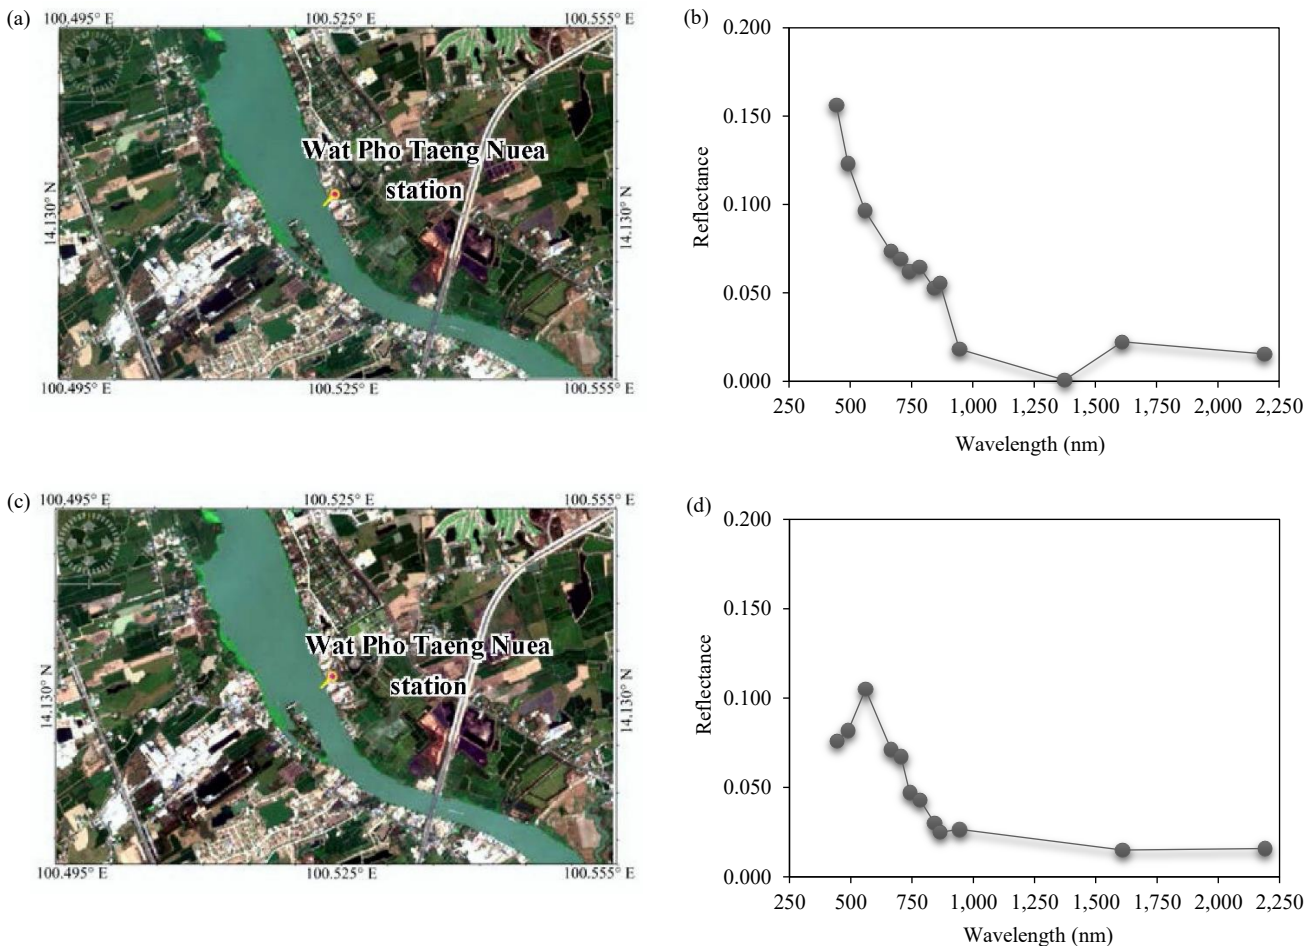 (a)
100.495° E
100.525° E
100.555° E
14.130° N
Wat Pho Taeng Nuea
station
14.130° N
100.495° E
100.525° E
100.555° E
(b)
0.200
0.150
0.100
0.050
0.000
Reflectance
250
500
750
1,000
1,250
1,500
1,750
2,000
2,250
Wavelength (nm)
(c)
100.495° E
100.525° E
100.555° E
14.130° N
Wat Pho Taeng Nuea
station
14.130° N
100.495° E
100.525° E
100.555° E
(d)
0.200
0.150
0.100
0.050
0.000
Reflectance
250
500
750
1,000
1,250
1,500
1,750
2,000
2,250
Wavelength (nm)